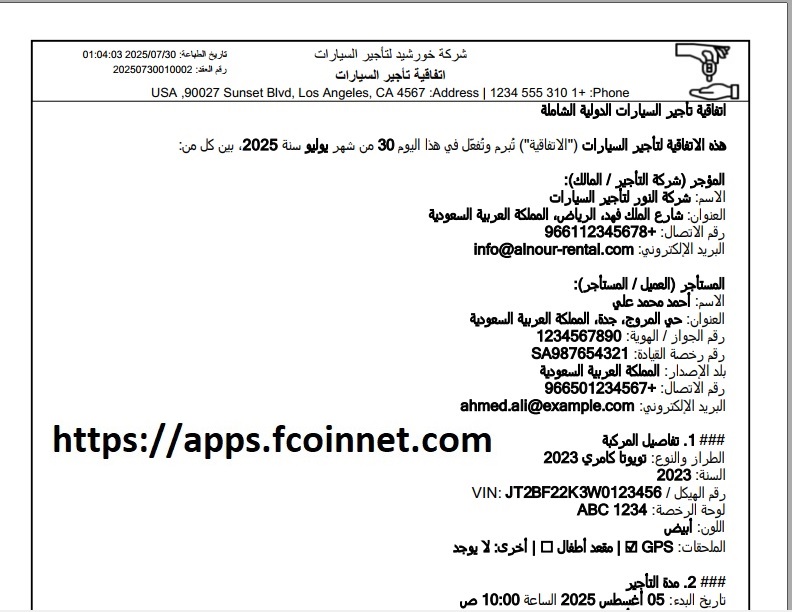 شركة خورشيد لتأجير السيارات
اتفاقية تأجير السيارات
تاريخ الطباعة: 2025/07/30 01:04:03
رقم العقد: 20250730010002
USA ,90027 Sunset Blvd, Los Angeles, CA 4567 :Address | 1234 555 310 1+ :Phone
اتفاقية تأجير السيارات الدولية الشاملة
هذه الاتفاقية لتأجير السيارات ("الاتفاقية") تُبرم وتُفعّل في هذا اليوم 30 من شهر يوليو سنة 2025، بين كل من:
المؤجر (شركة التأجير / المالك):
الاسم: شركة النور لتأجير السيارات
العنوان: شارع الملك فهد، الرياض، المملكة العربية السعودية
رقم الاتصال: +966112345678
البريد الإلكتروني: info@alnour-rental.com
المستأجر (العميل / المستأجر):
الاسم: أحمد محمد علي
العنوان: حي المروج، جدة، المملكة العربية السعودية
رقم الجواز / الهوية: 1234567890
رقم رخصة القيادة: SA987654321
بلد الإصدار: المملكة العربية السعودية
رقم الاتصال: +966501234567
البريد الإلكتروني: ahmed.ali@example.com
https://apps.fcoinnet.com
### 1. تفاصيل المركبة
الطراز والنوع: تويوتا كامري 2023
السنة: 2023
رقم الهيكل / VIN: JT2BF22K3W0123456
لوحة الرخصة: ABC 1234
اللون: أبيض
الملحقات: GPS ☑ | مقعد أطفال ☐ | أخرى: لا يوجد
### 2. مدة التأجير
تاريخ البدء: 05 أغسطس 2025 الساعة 10:00 ص